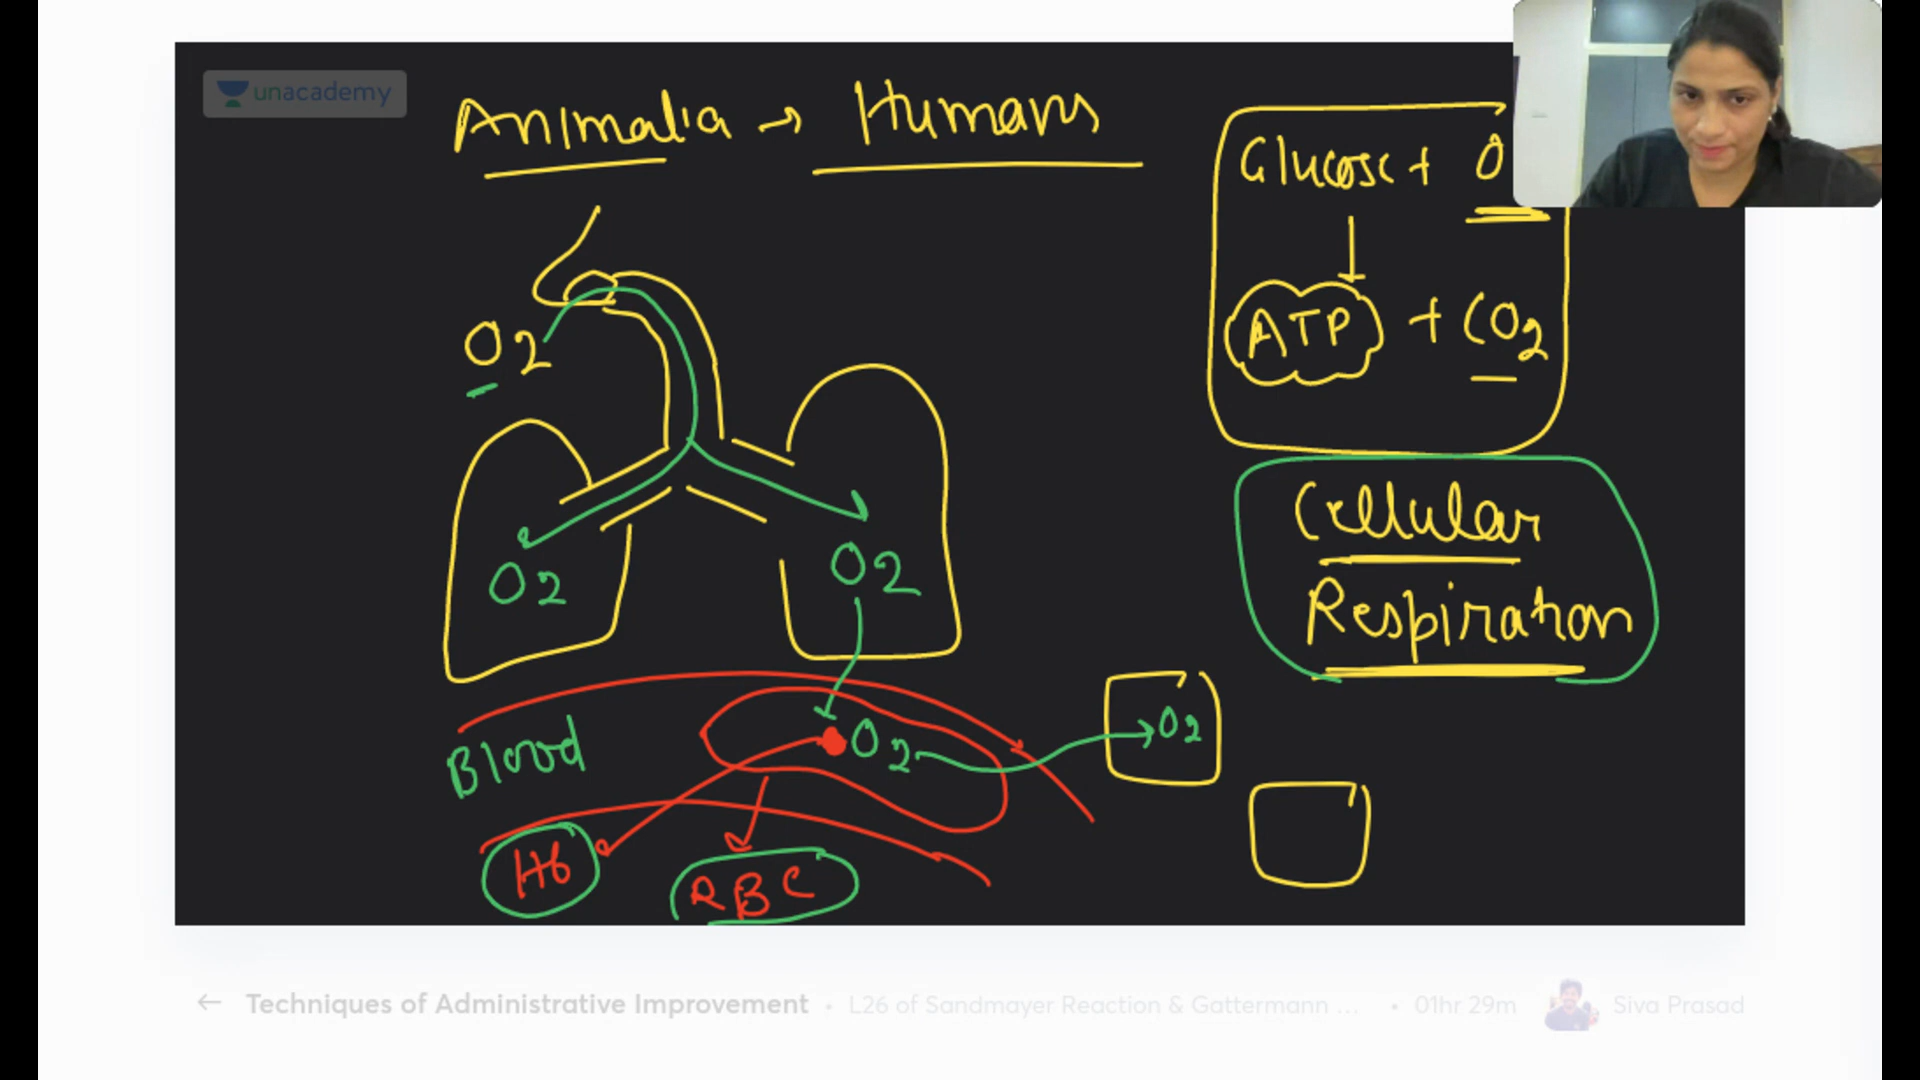 unacademy
Animalia → Humans
Glucose + O
ATP + CO2
O2
Cellular
Respiration
O2
O2
Blood
O2
O2
Hb
RBC
← Techniques of Administrative Improvement • L26 of Sandmayer Reaction & Gattermann ... • 01hr 29m Siva Prasad